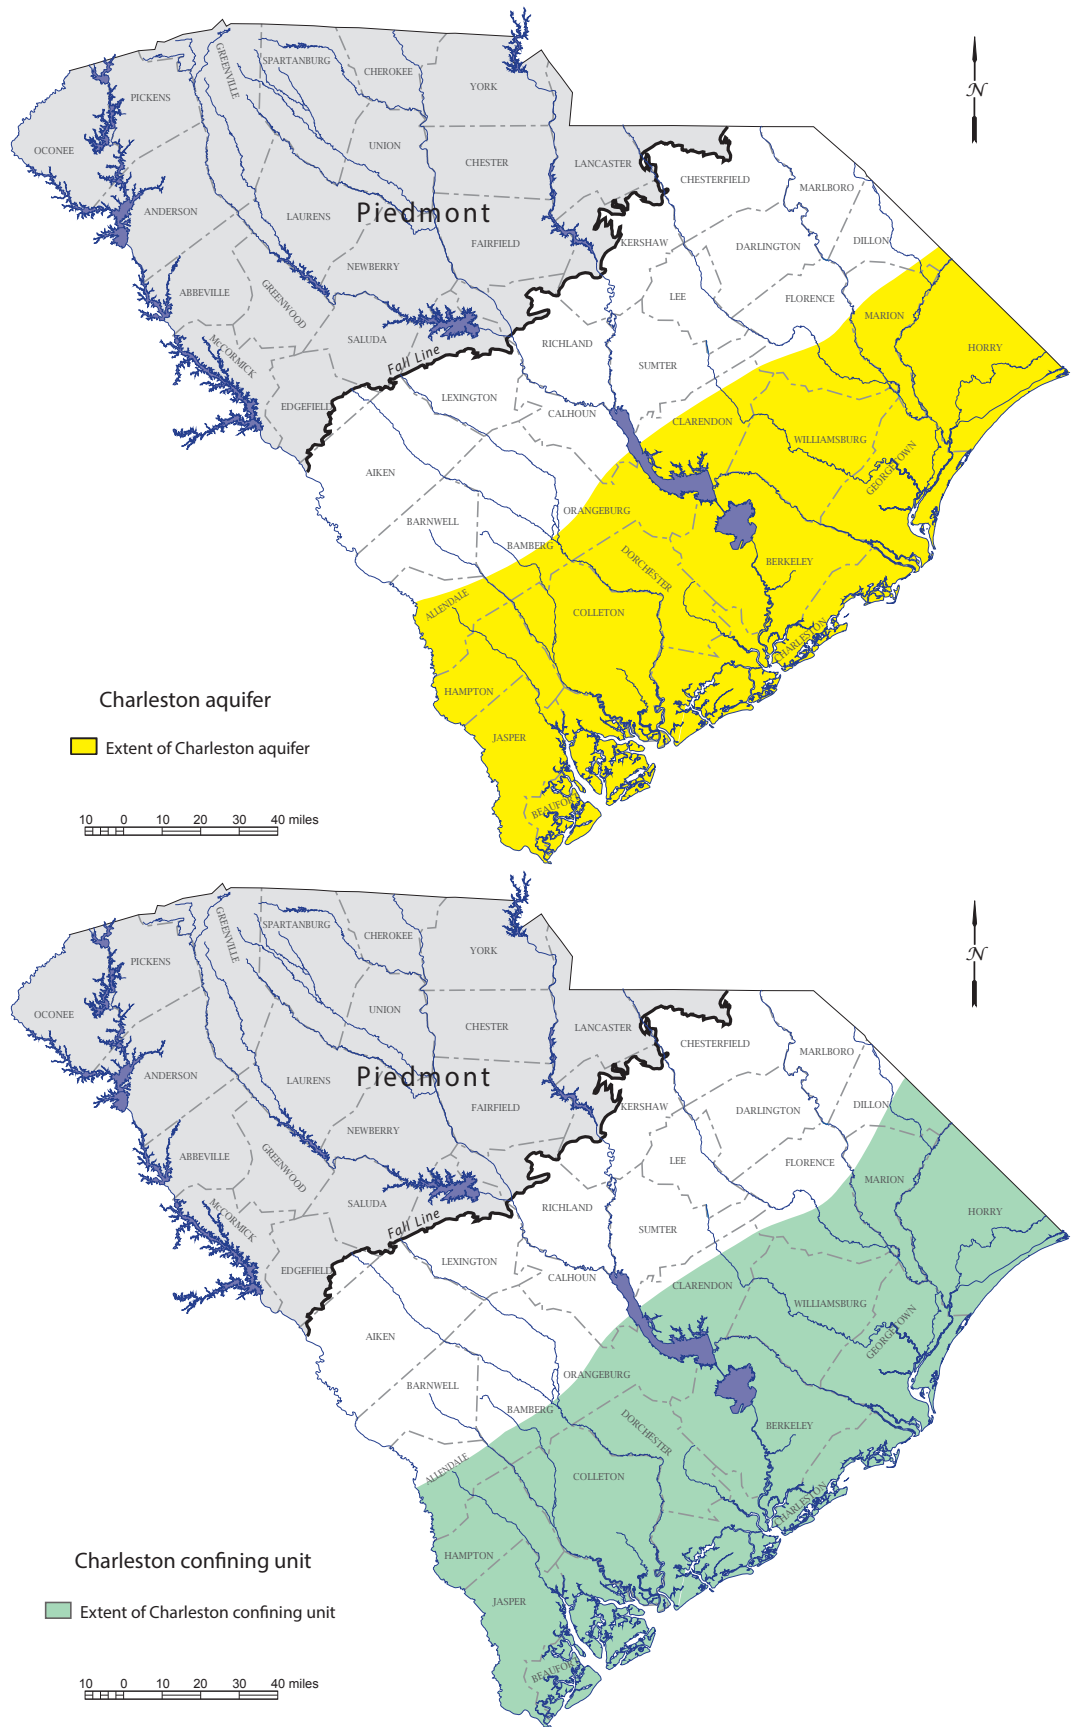 SPARTANBURG
GREENVILLE
CHEROKEE
YORK
PICKENS
N
UNION
OCONEE
CHESTER
LANCASTER
CHESTERFIELD
MARLBORO
ANDERSON
LAURENS
Piedmont
FAIRFIELD
KERSHAW
DARLINGTON
DILLON
NEWBERRY
ABBEVILLE
GREENWOOD
LEE
FLORENCE
MARION
SALUDA
RICHLAND
HORRY
McCORMICK
Fall Line
SUMTER
EDGEFIELD
LEXINGTON
CALHOUN
CLARENDON
WILLIAMSBURG
AIKEN
GEORGETOWN
ORANGEBURG
BARNWELL
BAMBERG
DORCHESTER
BERKELEY
ALLENDALE
COLLETON
CHARLESTON
HAMPTON
Charleston aquifer
JASPER
Extent of Charleston aquifer
BEAUFORT
10 0 10 20 30 40 miles
SPARTANBURG
GREENVILLE
CHEROKEE
YORK
PICKENS
N
UNION
OCONEE
CHESTER
LANCASTER
CHESTERFIELD
MARLBORO
ANDERSON
LAURENS
Piedmont
FAIRFIELD
KERSHAW
DARLINGTON
DILLON
NEWBERRY
ABBEVILLE
GREENWOOD
LEE
FLORENCE
MARION
SALUDA
RICHLAND
HORRY
McCORMICK
Fall Line
SUMTER
EDGEFIELD
LEXINGTON
CALHOUN
CLARENDON
WILLIAMSBURG
AIKEN
GEORGETOWN
ORANGEBURG
BARNWELL
BAMBERG
DORCHESTER
BERKELEY
ALLENDALE
COLLETON
CHARLESTON
HAMPTON
Charleston confining unit
JASPER
Extent of Charleston confining unit
BEAUFORT
10 0 10 20 30 40 miles